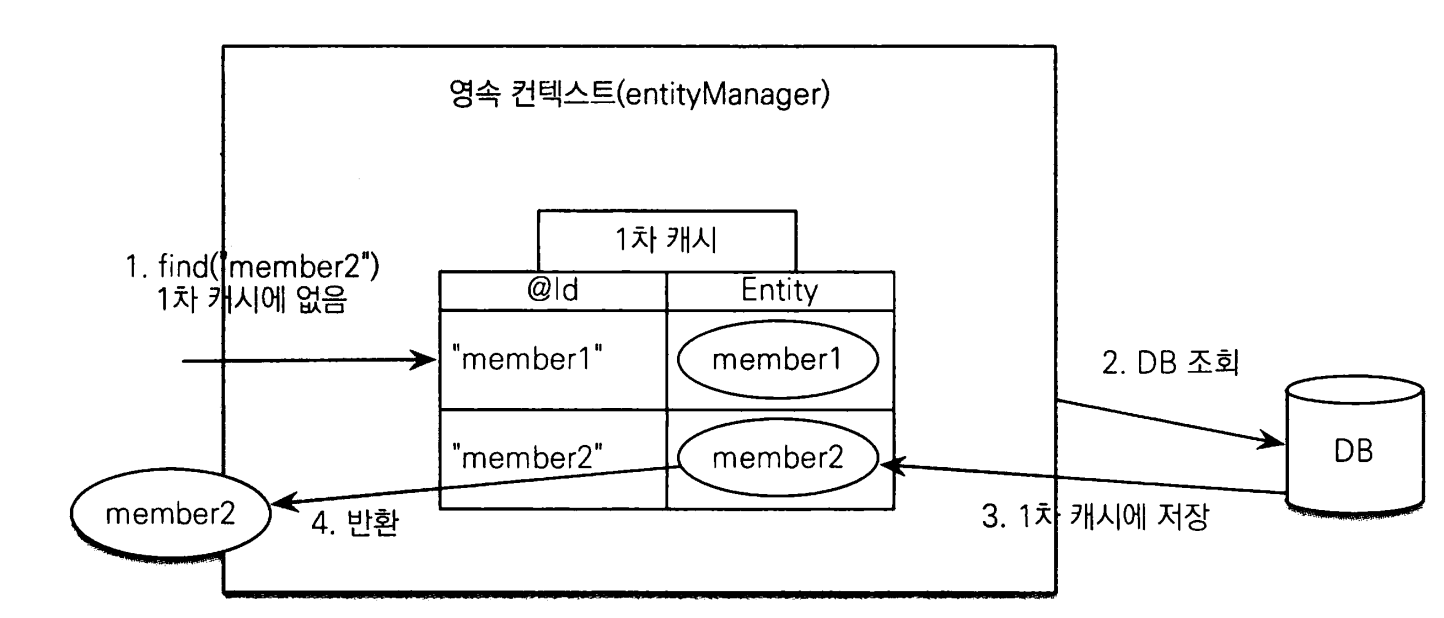 영속 컨텍스트(entityManager)
1차 캐시
1. find("member2")
1차 캐시에 없음
@Id
Entity
"member1"
member1
2. DB 조회
"member2"
member2
DB
member2
4. 반환
3. 1차 캐시에 저장